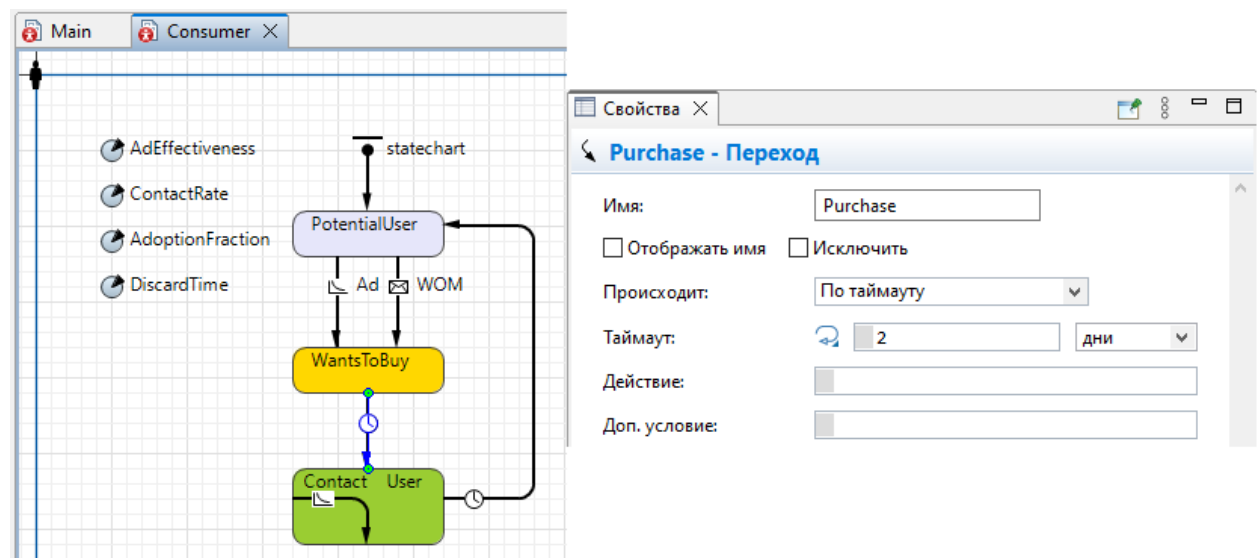 Main
Consumer
AdEffectiveness
ContactRate
AdoptionFraction
DiscardTime
statechart
PotentialUser
Ad
WOM
WantsToBuy
Contact User
Свойства
Purchase - Переход
Имя: Purchase
Отображать имя Исключить
Происходит: По таймауту
Таймаут: 2 дни
Действие:
Доп. условие: